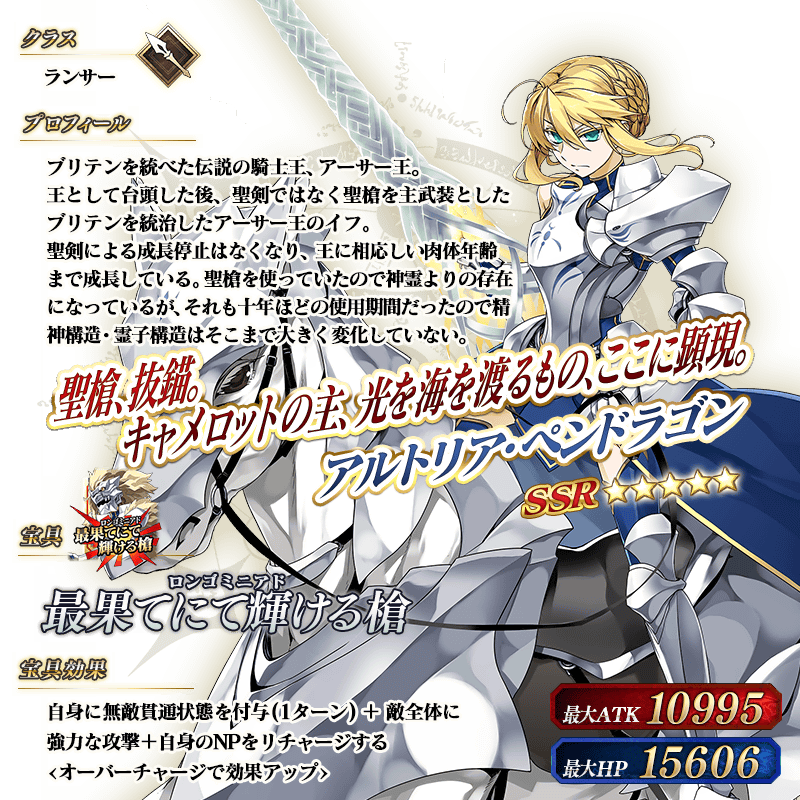 クラス
ランサー
プロフィール
ブリテンを統べた伝説の騎士王、アーサー王。
王として台頭した後、聖剣ではなく聖槍を主武装とした
ブリテンを統治したアーサー王のイフ。
聖剣による成長停止はなくなり、王に相応しい肉体年齢
まで成長している。聖槍を使っていたので神霊よりの存在
になっているが、それも十年ほどの使用期間だったので精
神構造・霊子構造はそこまで大きく変化していない。
聖槍、抜錨。
キャメロットの主、光を海を渡るもの、ここに顕現。
アルトリア・ペンドラゴン
SSR ★★★★★
宝具
ロンゴミニアド
最果てにて
輝ける槍
ロンゴミニアド
最果てにて輝ける槍
宝具効果
自身に無敵貫通状態を付与(1ターン)＋敵全体に
強力な攻撃＋自身のNPをリチャージする
<オーバーチャージで効果アップ>
最大ATK 10995
最大HP 15606